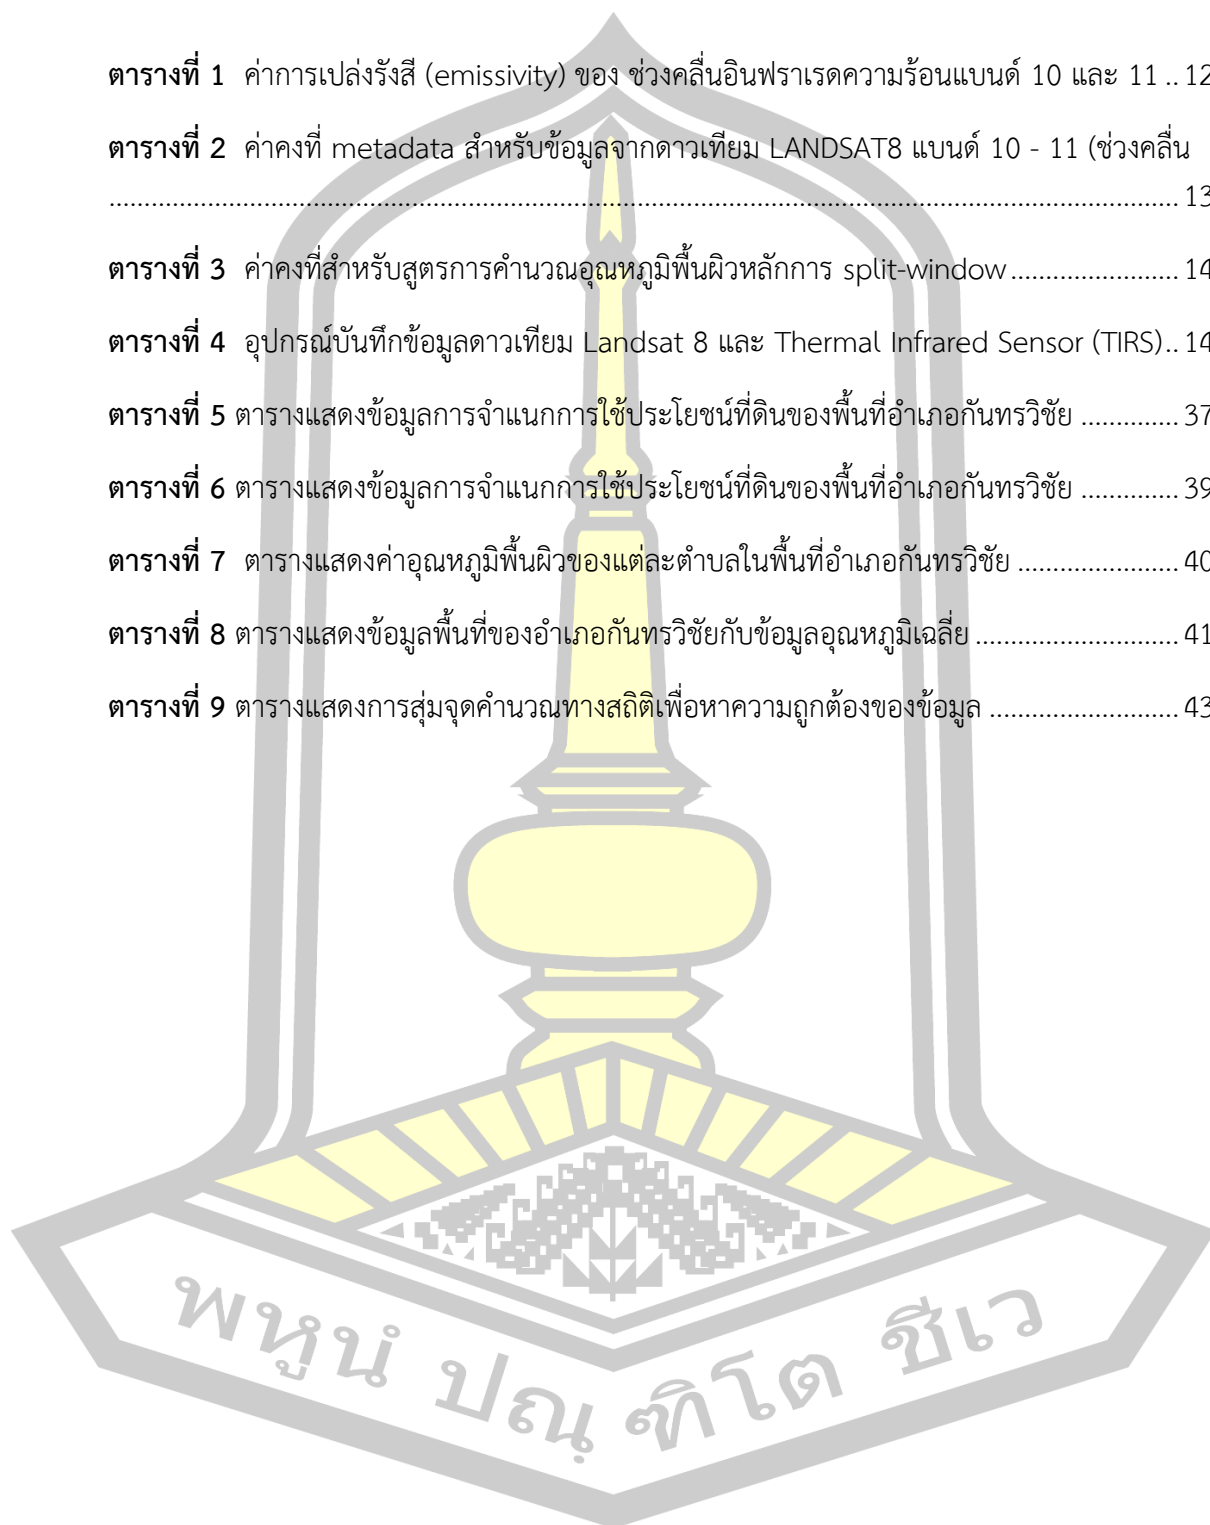 ตารางที่ 1 ค่าการเปล่งรังสี (emissivity) ของ ช่วงคลื่นอินฟราเรดความร้อนแบนด์ 10 และ 11 .. 12
ตารางที่ 2 ค่าคงที่ metadata สำหรับข้อมูลจากดาวเทียม LANDSAT8 แบนด์ 10 - 11 (ช่วงคลื่น
........................................................................................................................................................ 13
ตารางที่ 3 ค่าคงที่สำหรับสูตรการคำนวณอุณหภูมิพื้นผิวหลักการ split-window ........................ 14
ตารางที่ 4 อุปกรณ์บันทึกข้อมูลดาวเทียม Landsat 8 และ Thermal Infrared Sensor (TIRS).. 14
ตารางที่ 5 ตารางแสดงข้อมูลการจำแนกการใช้ประโยชน์ที่ดินของพื้นที่อำเภอกันทรวิชัย .............. 37
ตารางที่ 6 ตารางแสดงข้อมูลการจำแนกการใช้ประโยชน์ที่ดินของพื้นที่อำเภอกันทรวิชัย .............. 39
ตารางที่ 7 ตารางแสดงค่าอุณหภูมิพื้นผิวของแต่ละตำบลในพื้นที่อำเภอกันทรวิชัย ....................... 40
ตารางที่ 8 ตารางแสดงข้อมูลพื้นที่ของอำเภอกันทรวิชัยกับข้อมูลอุณหภูมิเฉลี่ย ............................. 41
ตารางที่ 9 ตารางแสดงการสุ่มจุดคำนวณทางสถิติเพื่อหาความถูกต้องของข้อมูล ........................... 43
พหูนํ ปณฺ ฑิโต ชีเว